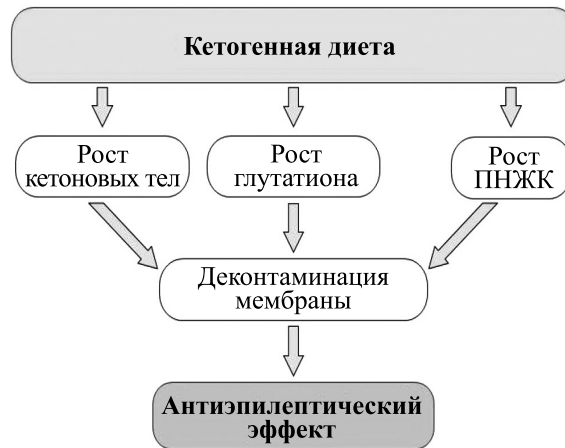 Кетогенная диета
Рост
кетоновых тел
Рост
глутатиона
Рост
ПНЖК
Деконтаминация
мембраны
Антиэпилептический
эффект